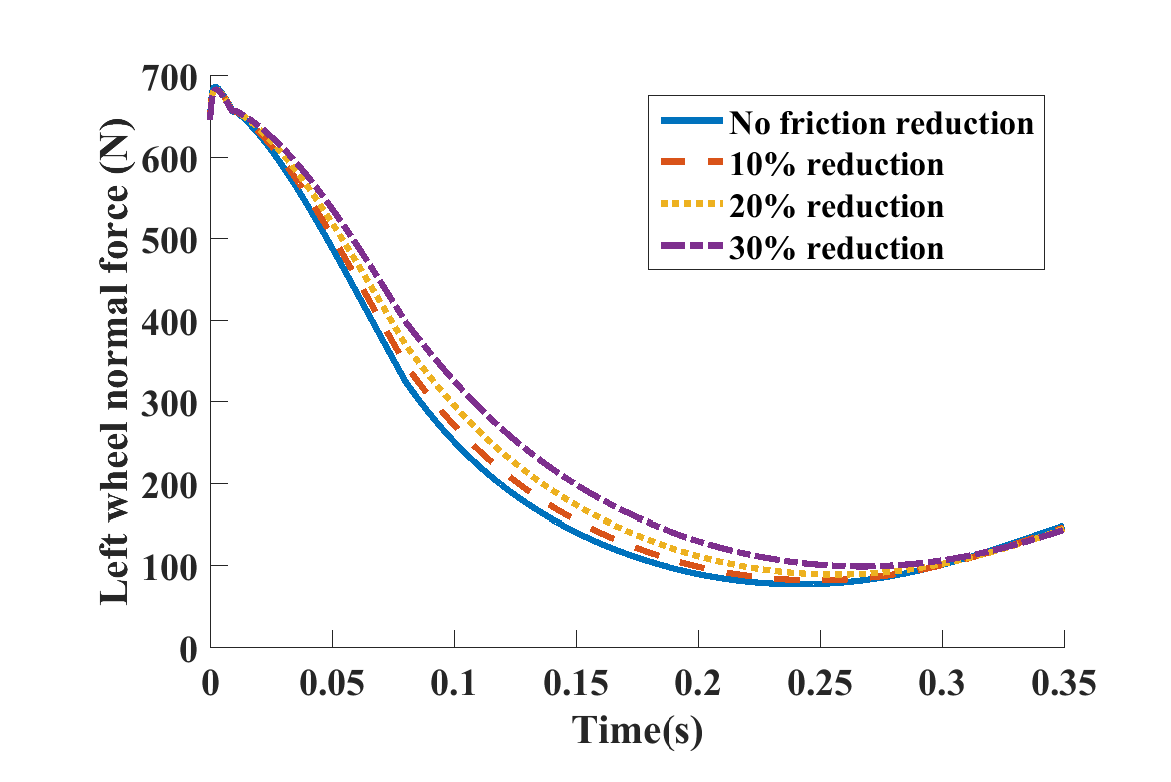 Left wheel normal force (N)
700
600
500
400
300
200
100
0
No friction reduction
10% reduction
20% reduction
30% reduction
0 0.05 0.1 0.15 0.2 0.25 0.3 0.35
Time(s)